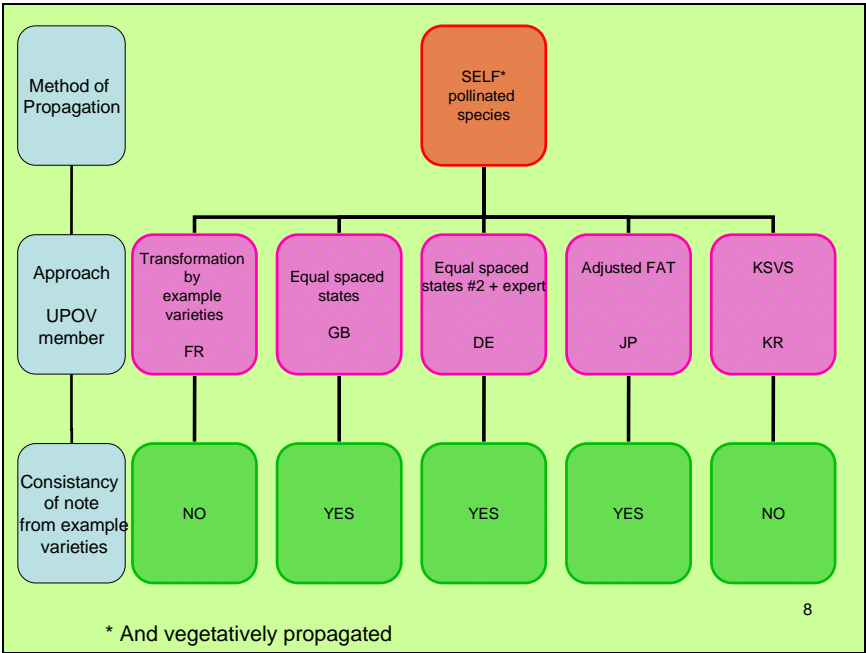 Method of
Propagation
SELF*
pollinated
species
Approach
UPOV
member
Transformation
by
example
varieties
FR
Equal spaced
states
GB
Equal spaced
states #2 + expert
DE
Adjusted FAT
JP
KSVS
KR
Consistancy
of note
from example
varieties
NO
YES
YES
YES
NO
8
* And vegetatively propagated